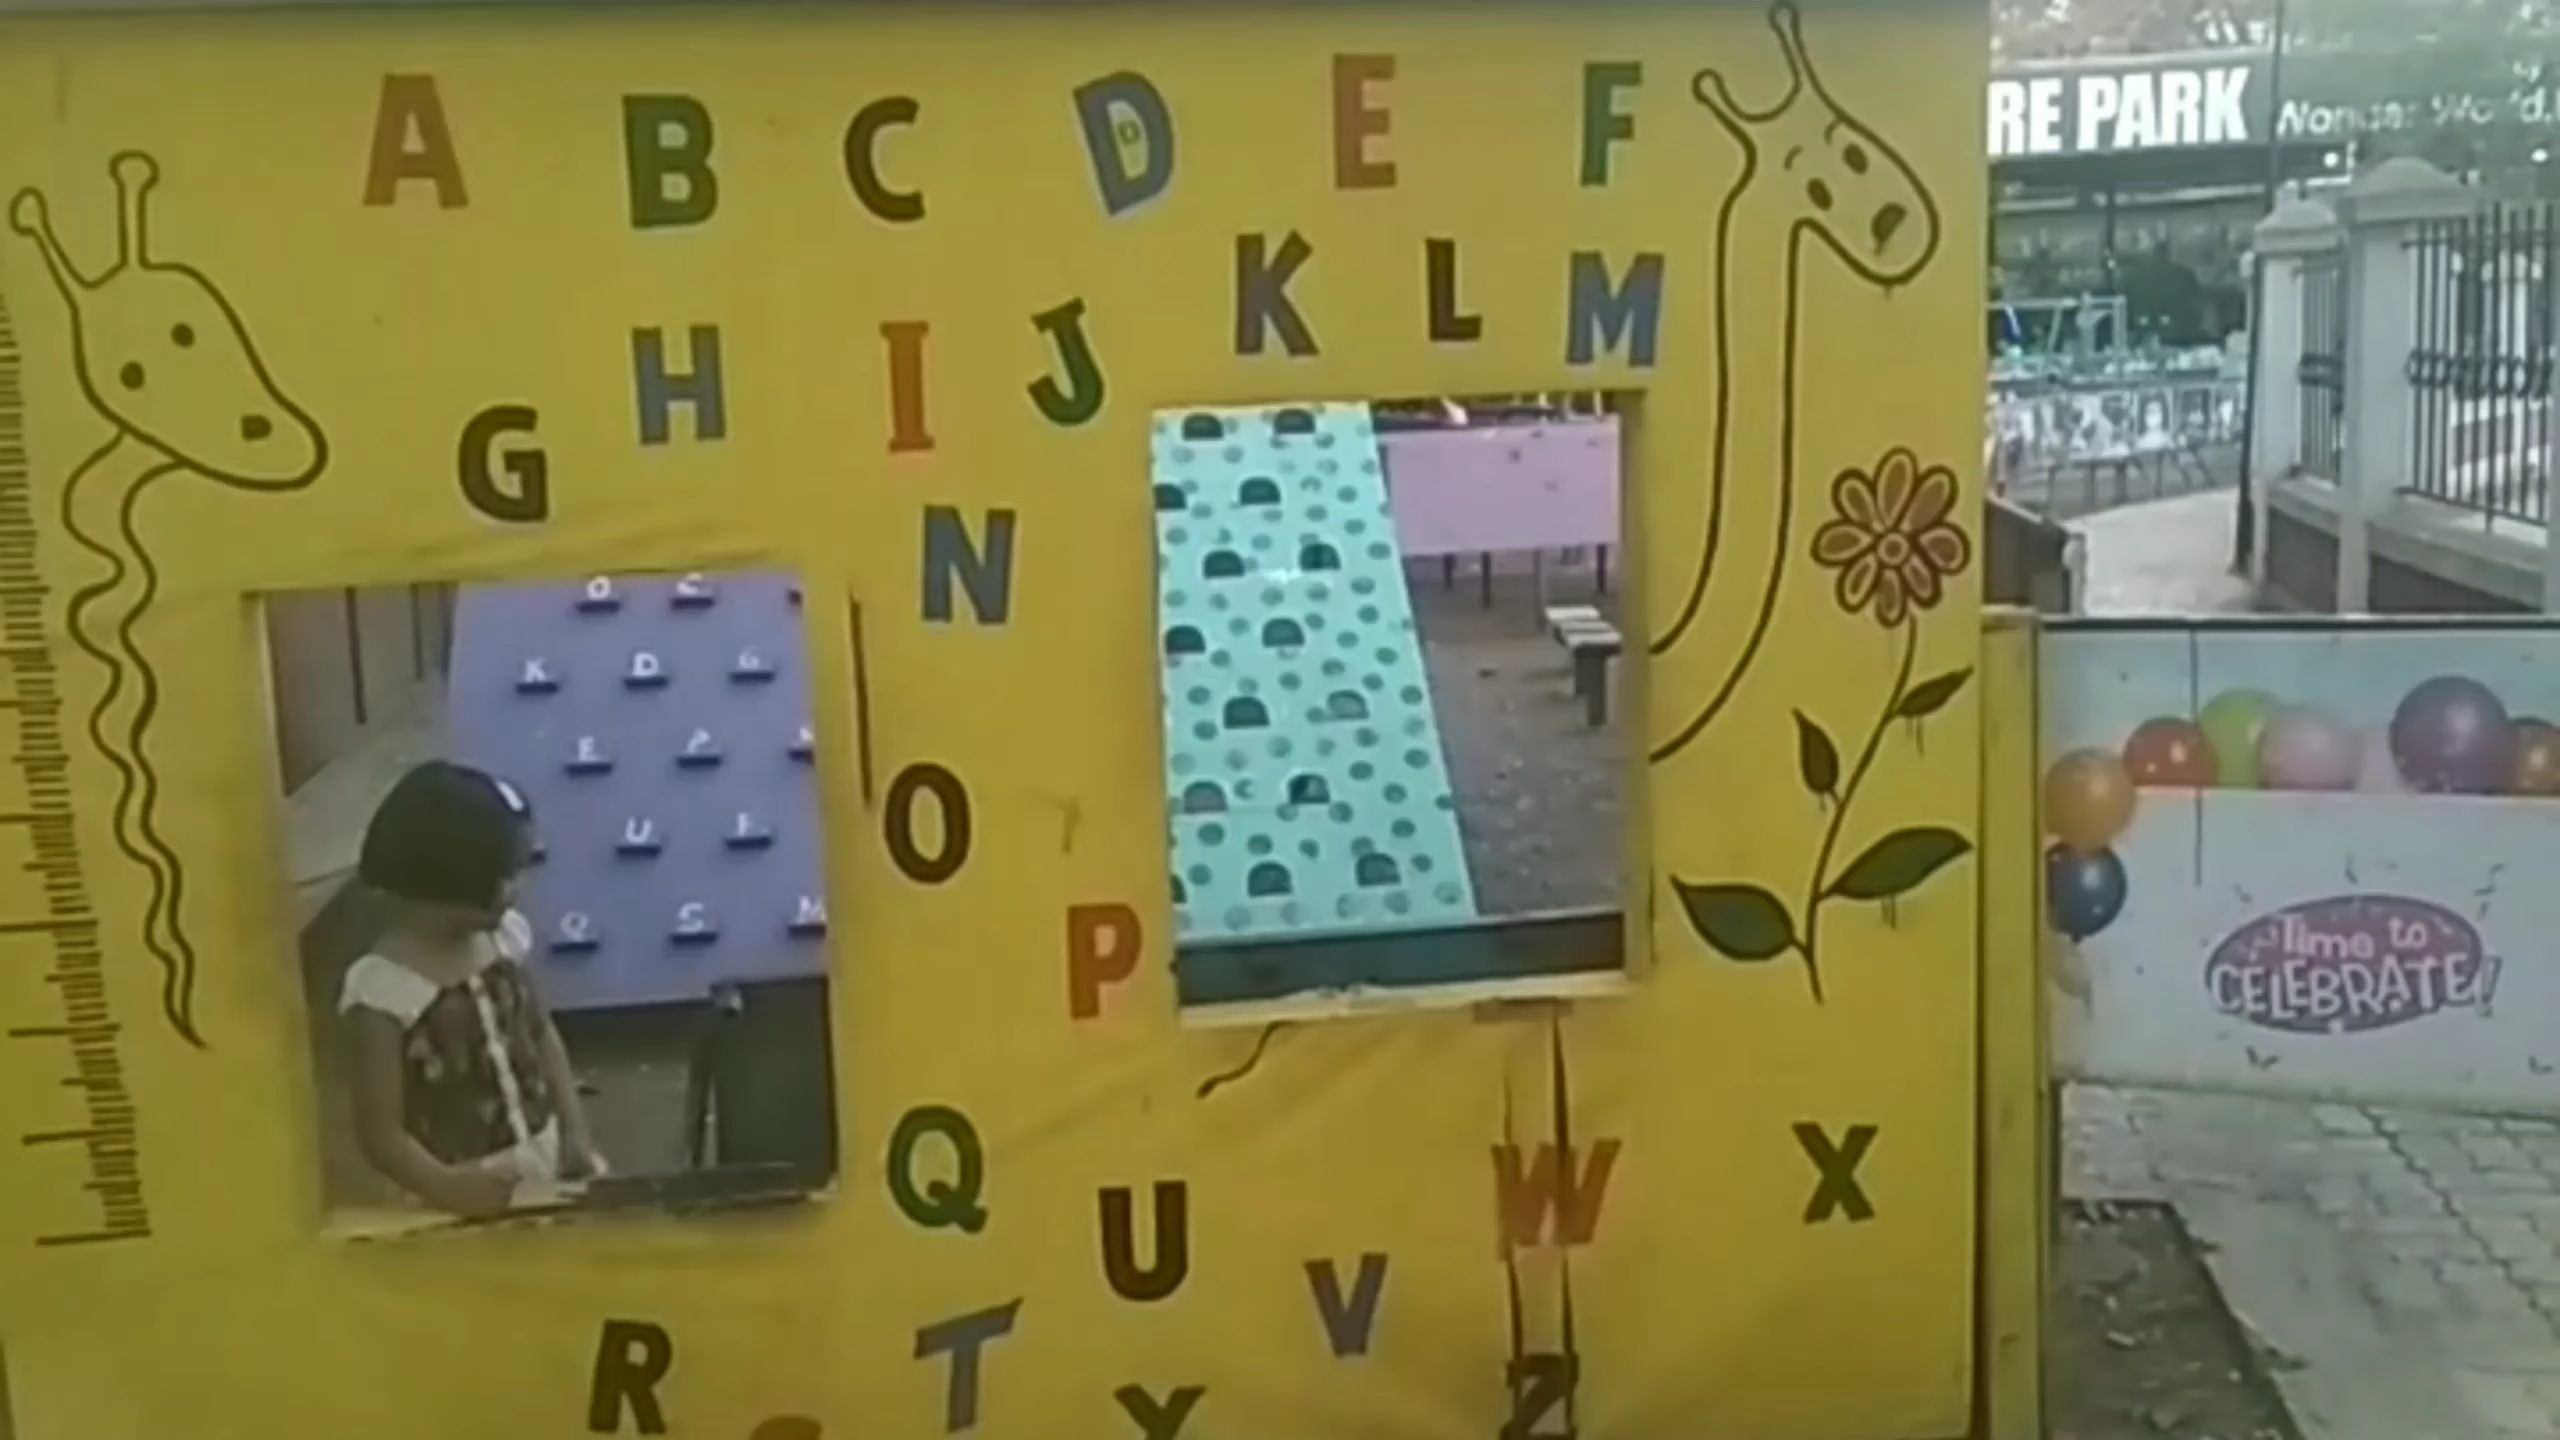 A B C D E F
G H I J K L M
N
O
P
Q
R T U V W X
Y Z
O C
K D G
E P
U F
Q S M
RE PARK
Time to
CELEBRATE!